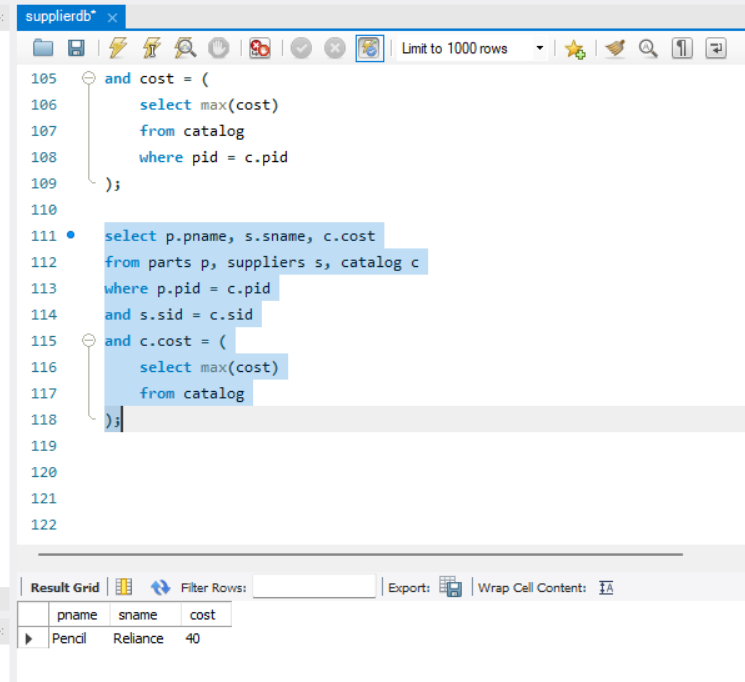 supplierdb*
Limit to 1000 rows
105 and cost = (
106 select max(cost)
107 from catalog
108 where pid = c.pid
109 );
110
111 select p.pname, s.sname, c.cost
112 from parts p, suppliers s, catalog c
113 where p.pid = c.pid
114 and s.sid = c.sid
115 and c.cost = (
116 select max(cost)
117 from catalog
118 );
119
120
121
122
Result Grid Filter Rows: Export: Wrap Cell Content:
pname sname cost
Pencil Reliance 40